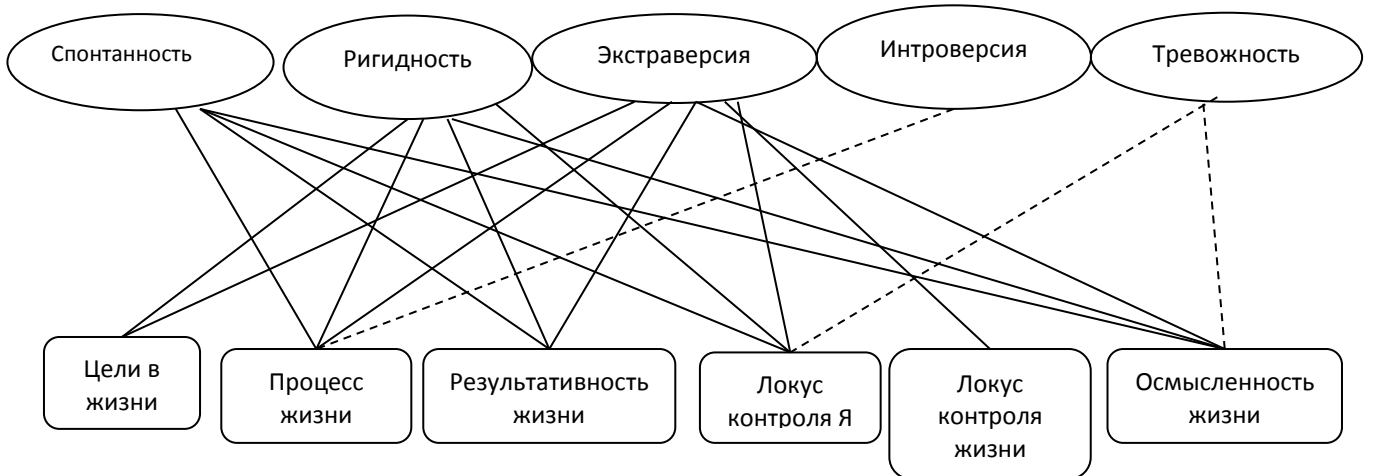 Спонтанность
Ригидность
Экстраверсия
Интроверсия
Тревожность
Цели в
жизни
Процесс
жизни
Результативность
жизни
Локус
контроля Я
Локус
контроля
жизни
Осмысленность
жизни